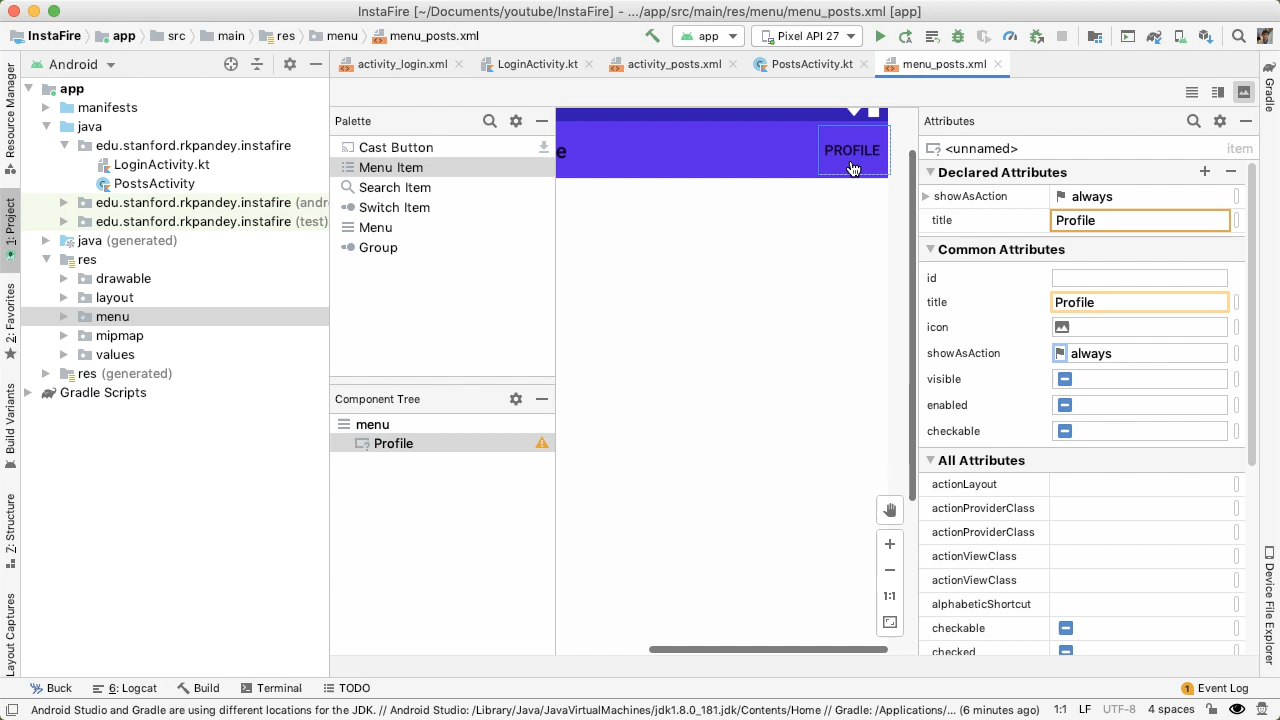 InstaFire [~/Documents/youtube/InstaFire] - .../app/src/main/res/menu/menu_posts.xml [app]
InstaFire app src main res menu menu_posts.xml app Pixel API 27
Android activity_login.xml LoginActivity.kt activity_posts.xml PostsActivity.kt menu_posts.xml
Resource Manager
1: Project
2: Favorites
Build Variants
Z: Structure
Layout Captures
app
manifests
java
edu.stanford.rkpandey.instafire
LoginActivity.kt
PostsActivity
edu.stanford.rkpandey.instafire (andr
edu.stanford.rkpandey.instafire (test)
java (generated)
res
drawable
layout
menu
mipmap
values
res (generated)
Gradle Scripts
Palette
Cast Button
Menu Item
Search Item
Switch Item
Menu
Group
Component Tree
menu
Profile
e PROFILE
1:1
Attributes
<unnamed> item
Declared Attributes
showAsAction always
title Profile
Common Attributes
id
title Profile
icon
showAsAction always
visible
enabled
checkable
All Attributes
actionLayout
actionProviderClass
actionProviderClass
actionViewClass
actionViewClass
alphabeticShortcut
checkable
checked
Gradle
Device File Explorer
Buck 6: Logcat Build Terminal TODO 1 Event Log
Android Studio and Gradle are using different locations for the JDK. // Android Studio: /Library/Java/JavaVirtualMachines/jdk1.8.0_181.jdk/Contents/Home // Gradle: /Applications/... (6 minutes ago) 1:1 LF UTF-8 4 spaces